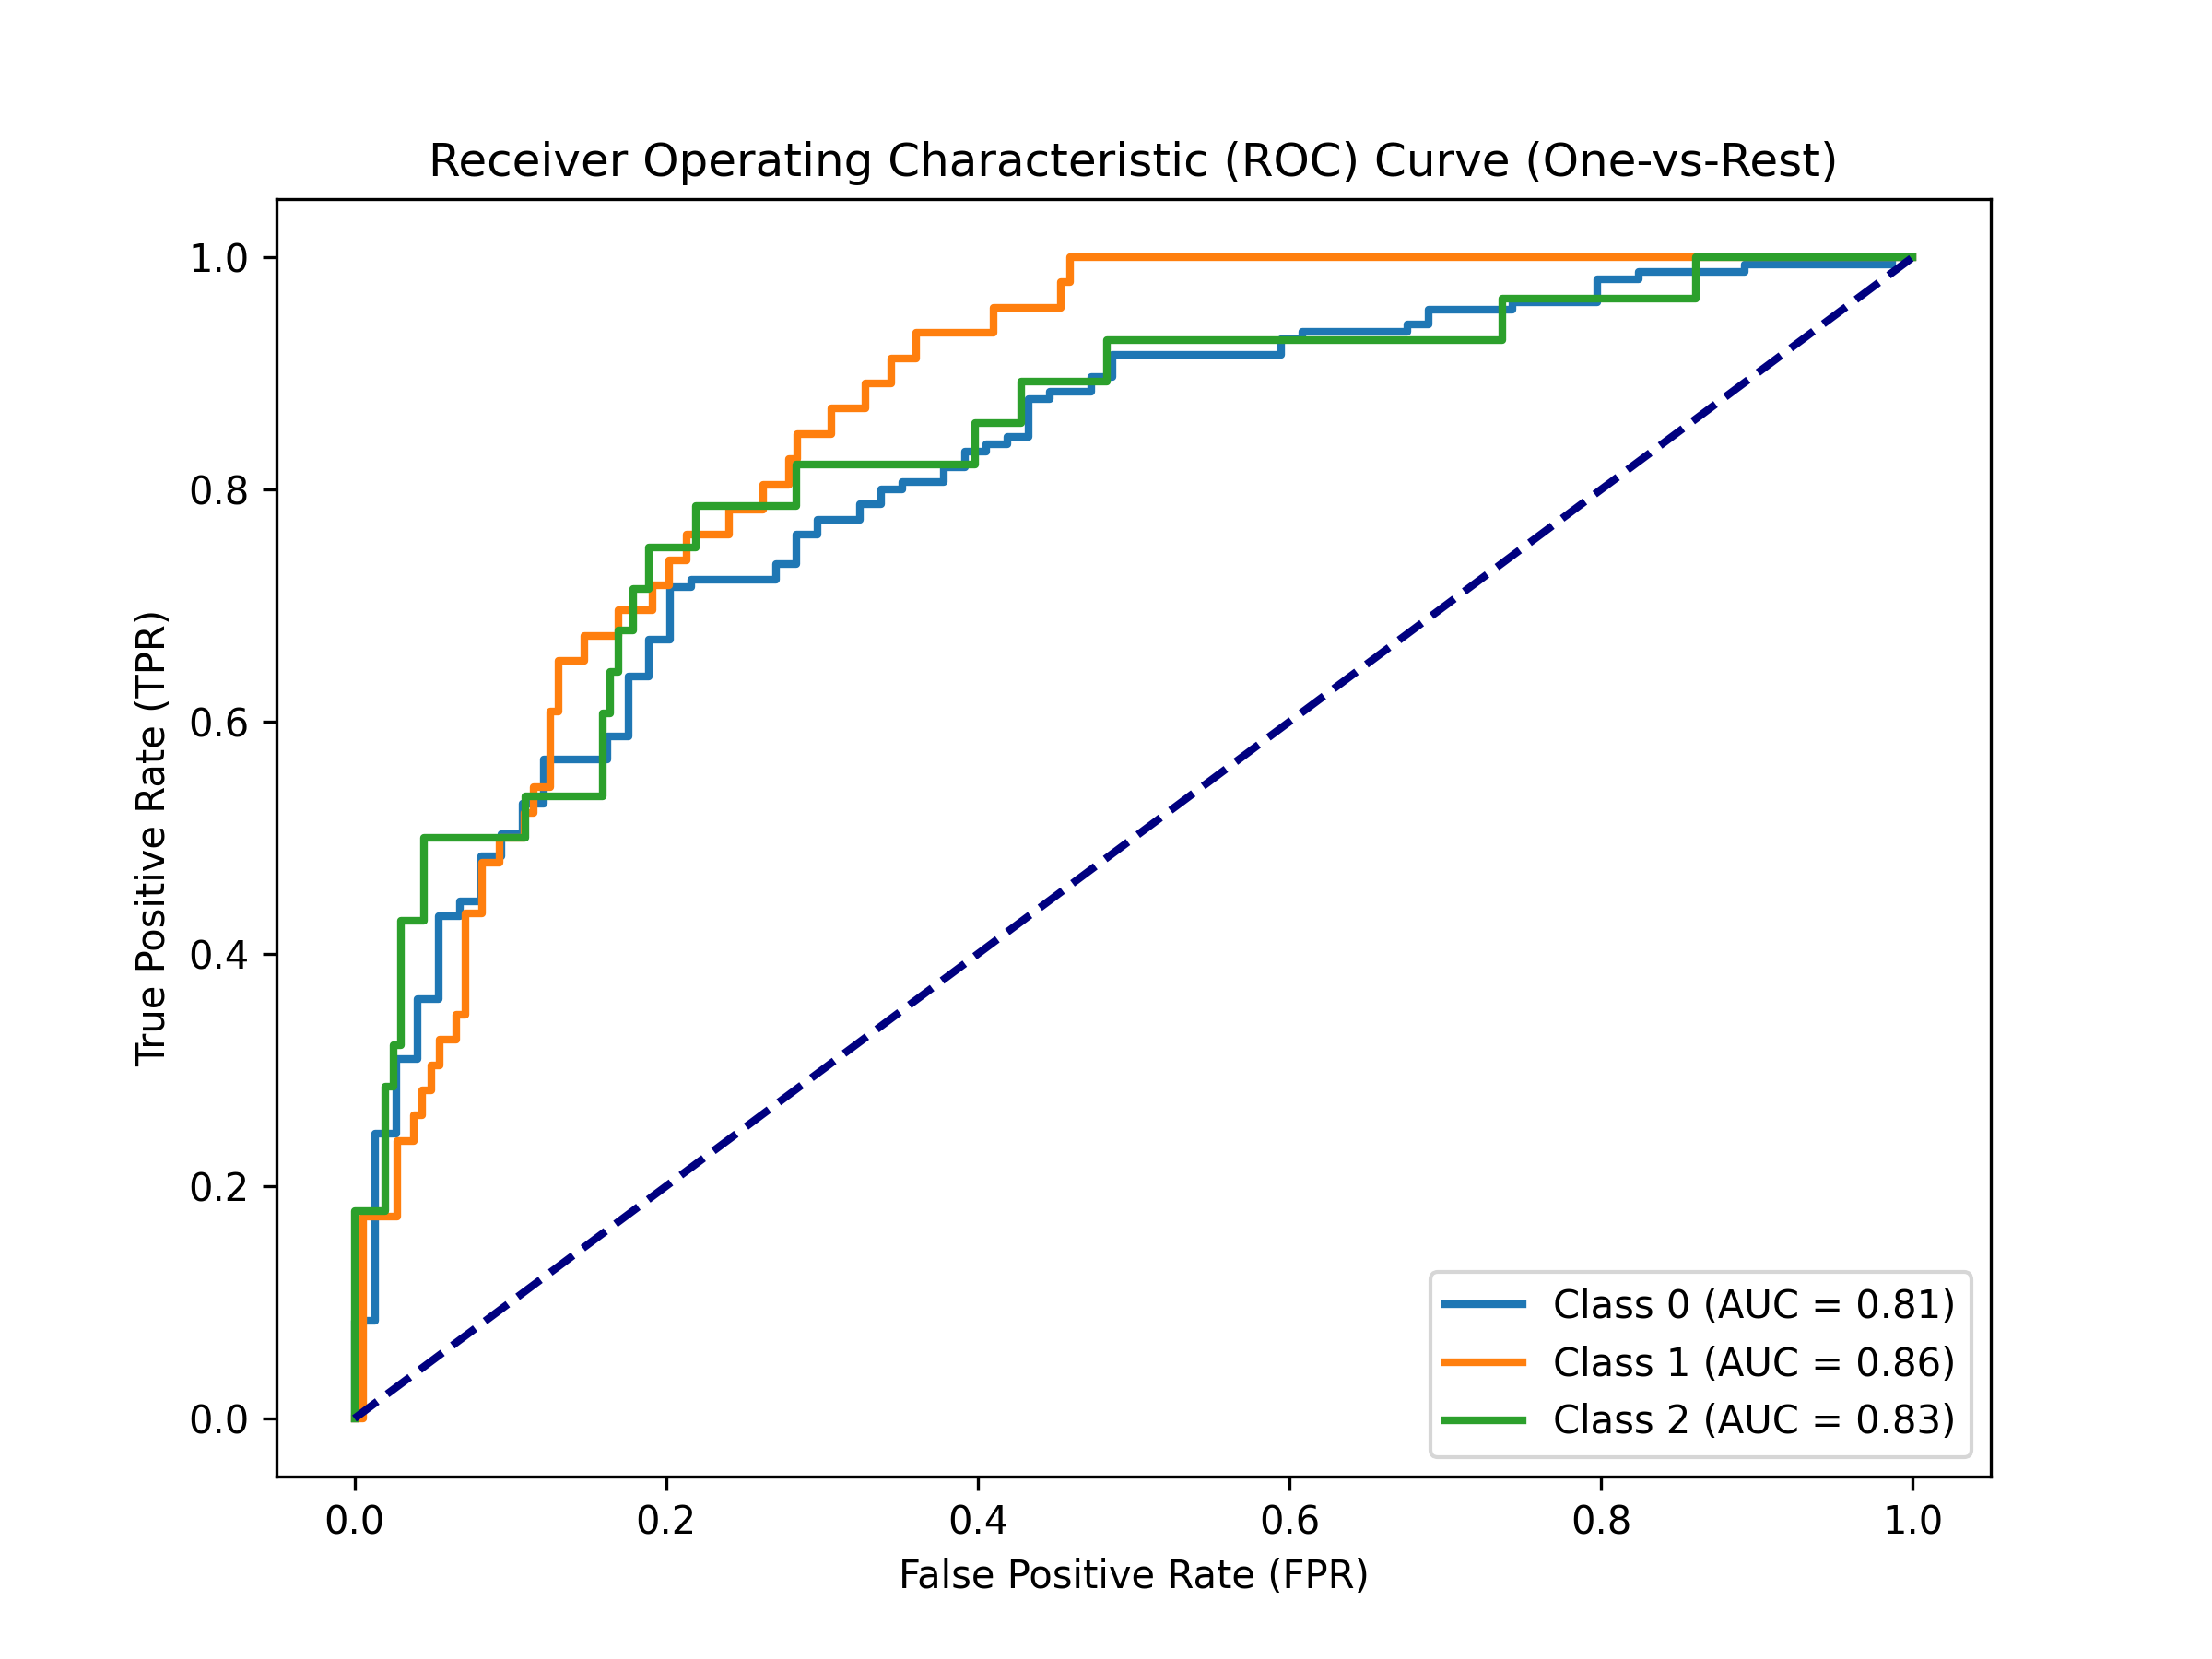 Receiver Operating Characteristic (ROC) Curve (One-vs-Rest)
1.0
0.8
0.6
0.4
0.2
0.0
True Positive Rate (TPR)
Class 0 (AUC = 0.81)
Class 1 (AUC = 0.86)
Class 2 (AUC = 0.83)
0.0 0.2 0.4 0.6 0.8 1.0
False Positive Rate (FPR)